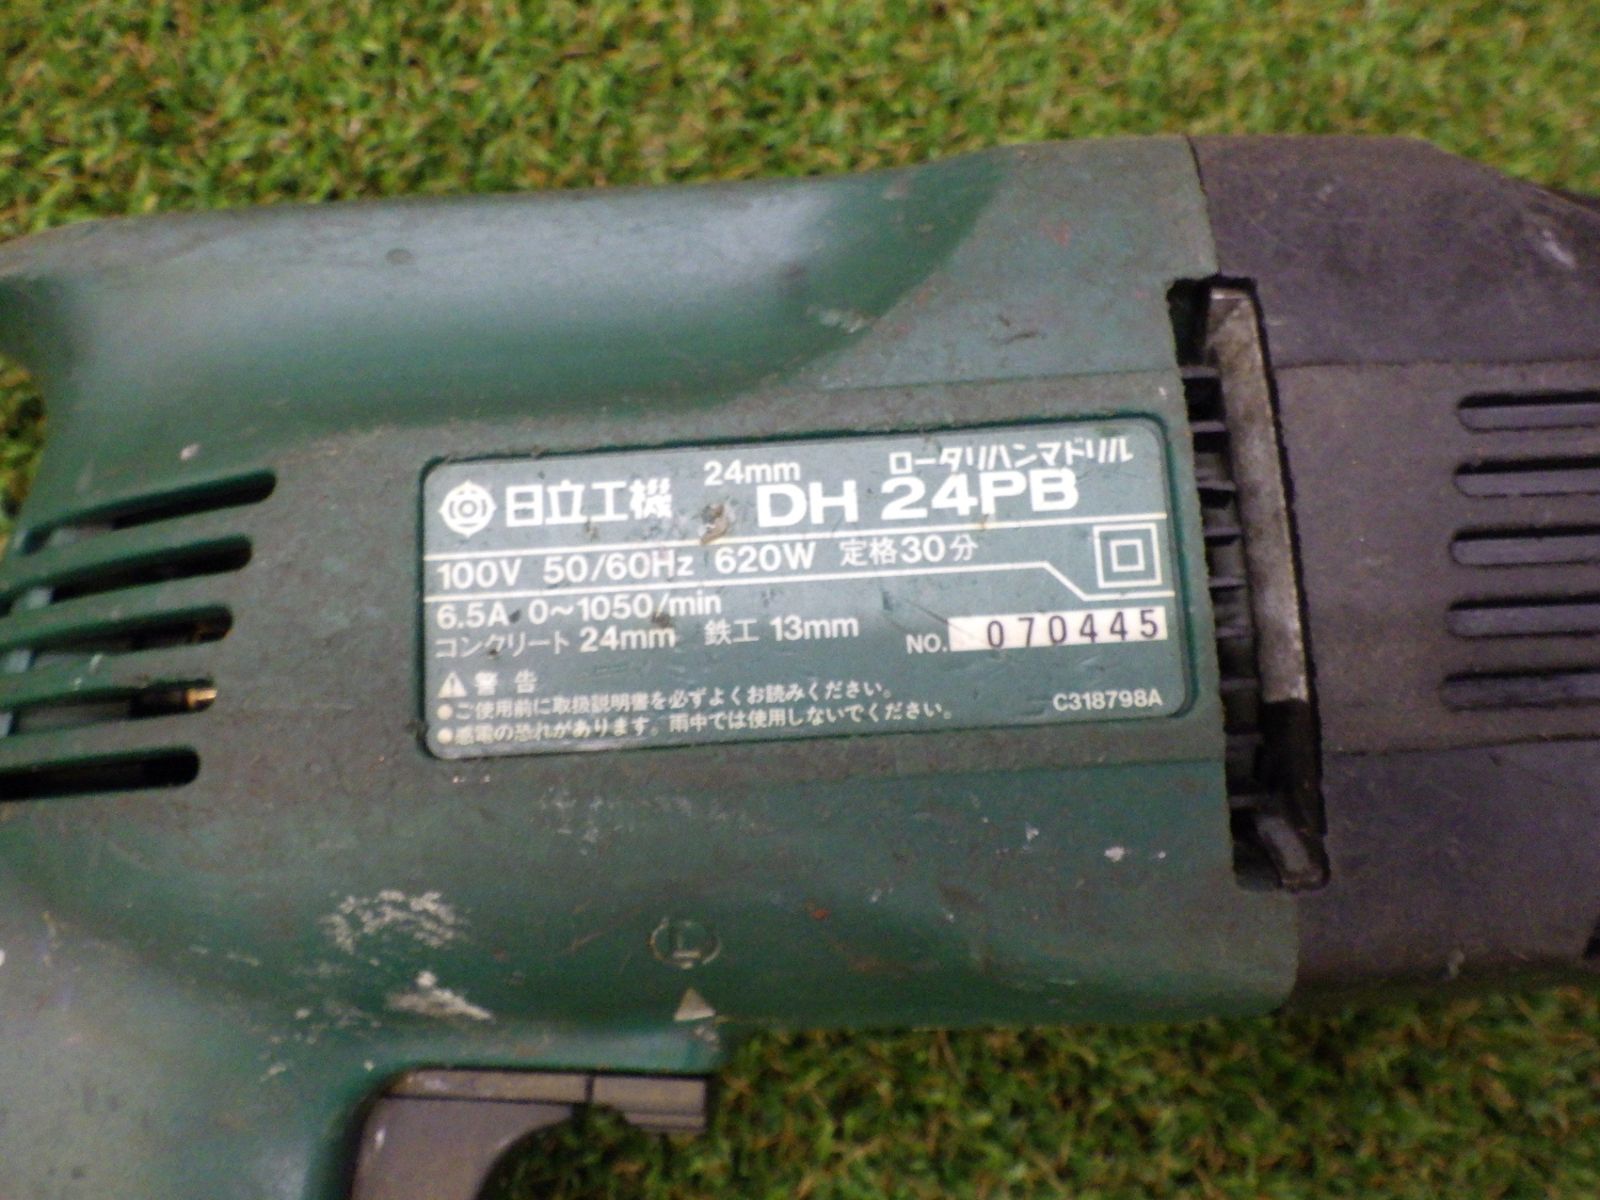 日立工機 24mm ロータリハンマドリル
DH 24PB
100V 50/60Hz 620W 定格30分
6.5A 0~1050/min
コンクリート 24mm 鉄工 13mm NO. 070445
警告
●ご使用前に取扱説明書を必ずよくお読みください。
●感電の恐れがあります。雨中では使用しないでください。
C318798A
L